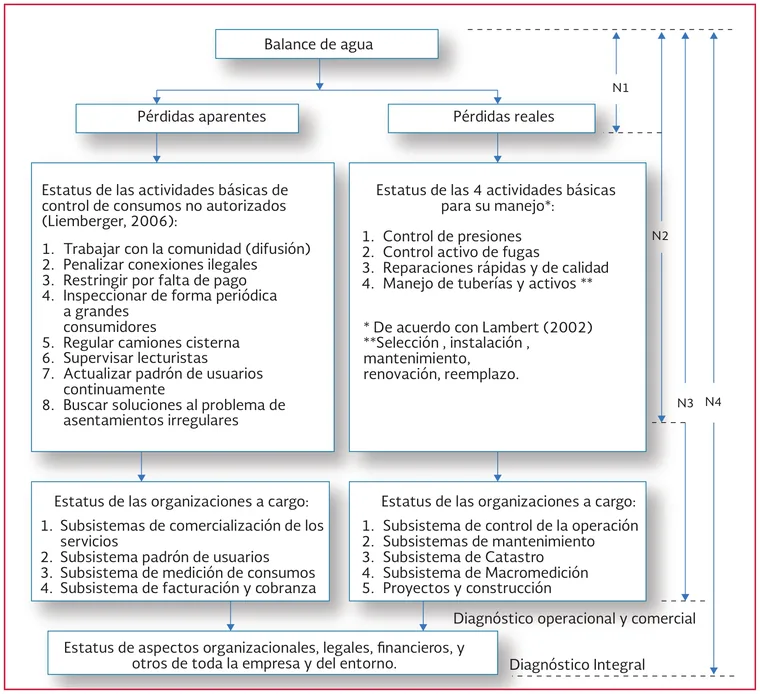 Balance de agua
N1
Pérdidas aparentes
Pérdidas reales
Estatus de las actividades básicas de
control de consumos no autorizados
(Liemberger, 2006):
1. Trabajar con la comunidad (difusión)
2. Penalizar conexiones ilegales
3. Restringir por falta de pago
4. Inspeccionar de forma periódica
a grandes
consumidores
5. Regular camiones cisterna
6. Supervisar lecturistas
7. Actualizar padrón de usuarios
continuamente
8. Buscar soluciones al problema de
asentamientos irregulares
Estatus de las 4 actividades básicas
para su manejo*:
1. Control de presiones
2. Control activo de fugas
3. Reparaciones rápidas y de calidad
4. Manejo de tuberías y activos **
* De acuerdo con Lambert (2002)
**Selección , instalación ,
mantenimiento,
renovación, reemplazo.
N2
N3
N4
Estatus de las organizaciones a cargo:
1. Subsistemas de comercialización de los
servicios
2. Subsistema padrón de usuarios
3. Subsistema de medición de consumos
4. Subsistema de facturación y cobranza
Estatus de las organizaciones a cargo:
1. Subsistema de control de la operación
2. Subsistemas de mantenimiento
3. Subsistema de Catastro
4. Subsistema de Macromedición
5. Proyectos y construcción
Diagnóstico operacional y comercial
Estatus de aspectos organizacionales, legales, financieros, y
otros de toda la empresa y del entorno.
Diagnóstico Integral